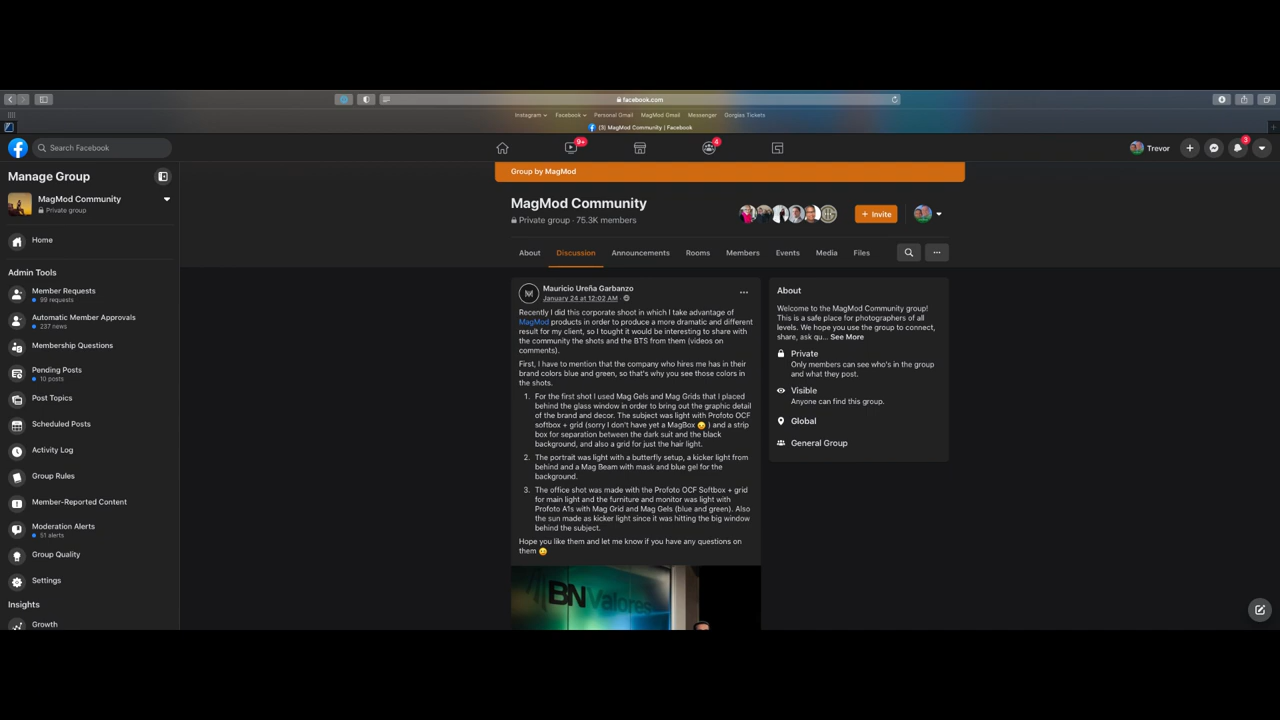 facebook.com
Instagram
Facebook
Personal Gmail
MagMod Gmail
Messenger
Gorgias Tickets
(3) MagMod Community | Facebook
Search Facebook
9+
4
Trevor
3
Manage Group
MagMod Community
Private group
Home
Admin Tools
Member Requests
99 requests
Automatic Member Approvals
237 news
Membership Questions
Pending Posts
10 posts
Post Topics
Scheduled Posts
Activity Log
Group Rules
Member-Reported Content
Moderation Alerts
51 alerts
Group Quality
Settings
Insights
Growth
Group by MagMod
MagMod Community
Private group · 75.3K members
+ Invite
About
Discussion
Announcements
Rooms
Members
Events
Media
Files
Mauricio Ureña Garbanzo
January 24 at 12:02 AM
Recently I did this corporate shoot in which I take advantage of
MagMod products in order to produce a more dramatic and different
result for my client, so I tought it would be interesting to share with
the community the shots and the BTS from them (videos on
comments).
First, I have to mention that the company who hires me has in their
brand colors blue and green, so that's why you see those colors in
the shots.
1. For the first shot I used Mag Gels and Mag Grids that I placed
behind the glass window in order to bring out the graphic detail
of the brand and decor. The subject was light with Profoto OCF
softbox + grid (sorry I don't have yet a MagBox 😖 ) and a strip
box for separation between the dark suit and the black
background, and also a grid for just the hair light.
2. The portrait was light with a butterfly setup, a kicker light from
behind and a Mag Beam with mask and blue gel for the
background.
3. The office shot was made with the Profoto OCF Softbox + grid
for main light and the furniture and monitor was light with
Profoto A1s with Mag Grid and Mag Gels (blue and green). Also
the sun made as kicker light since it was hitting the big window
behind the subject.
Hope you like them and let me know if you have any questions on
them 😉
BN Valores
About
Welcome to the MagMod Community group!
This is a safe place for photographers of all
levels. We hope you use the group to connect,
share, ask qu... See More
Private
Only members can see who's in the group
and what they post.
Visible
Anyone can find this group.
Global
General Group